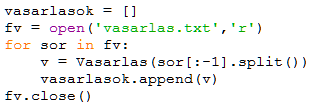 vasarlasok = []
fv = open('vasarlas.txt','r')
for sor in fv:
    v = Vasarlas(sor[:-1].split())
    vasarlasok.append(v)
fv.close()